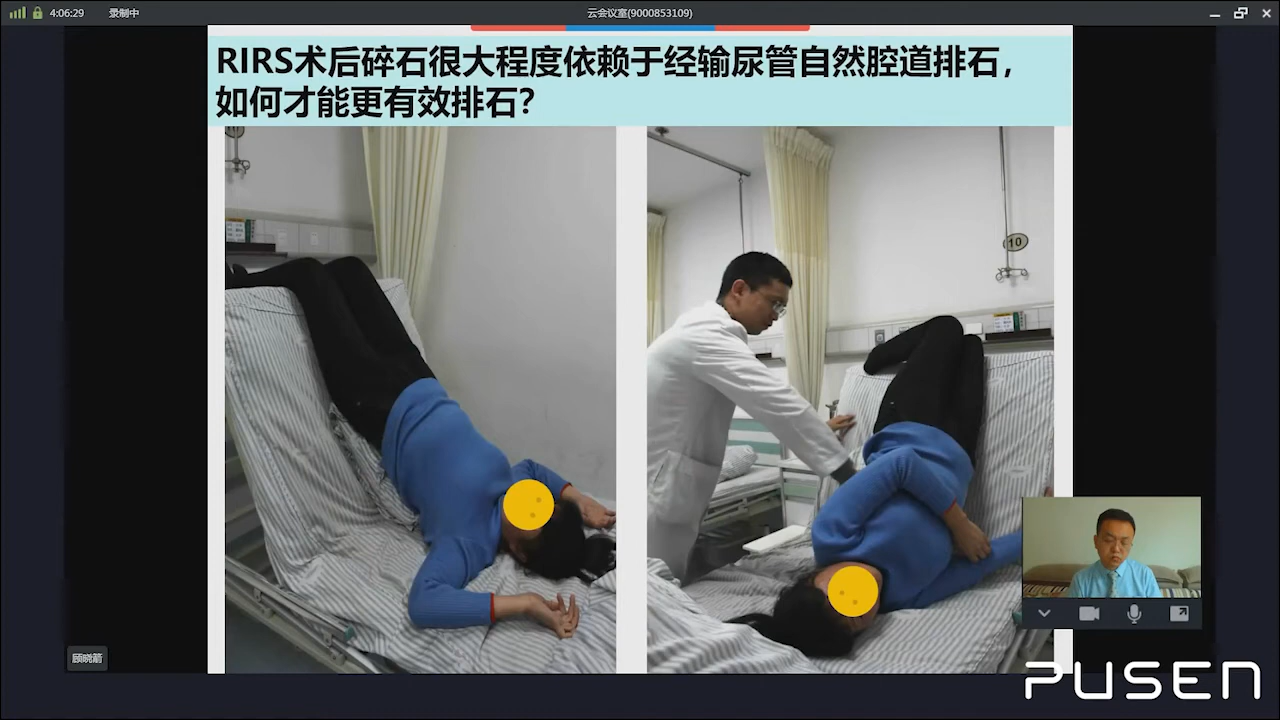 4:06:29 录制中 云会议室(9000853109)
RIRS术后碎石很大程度依赖于经输尿管自然腔道排石，
如何才能更有效排石？
10
顾晓箭
PUSEN